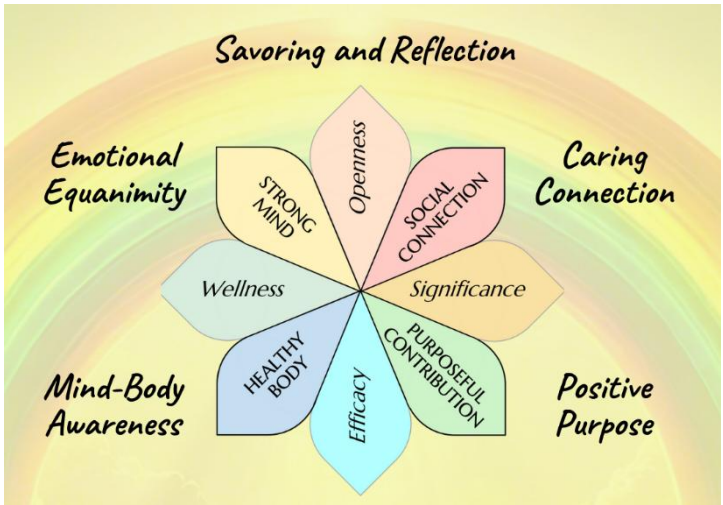 Savoring and Reflection
Emotional
Equanimity
Caring
Connection
Openness
STRONG
MIND
SOCIAL
CONNECTION
Wellness
Significance
HEALTHY
BODY
PURPOSEFUL
CONTRIBUTION
Efficacy
Mind-Body
Awareness
Positive
Purpose